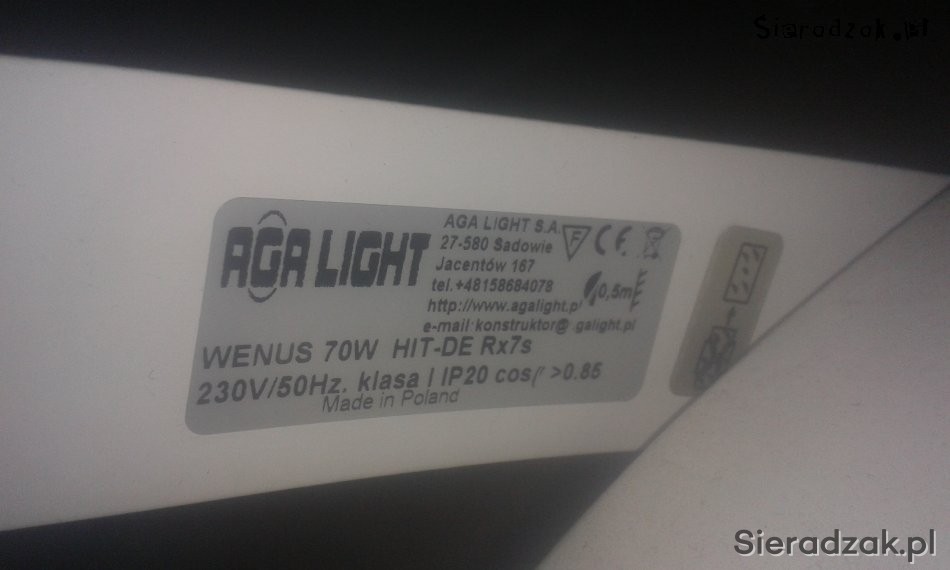 Sieradzak.pl
AGA LIGHT
AGA LIGHT S.A.
27-580 Sadowie
Jacentów 167
tel.+48158684078
http://www.agalight.pl
e-mail:konstruktor@ galight.pl
F
CE
0,5m
WENUS 70W HIT-DE Rx7s
230V/50Hz. klasa I IP20 cosφ >0.85
Made in Poland
Sieradzak.pl